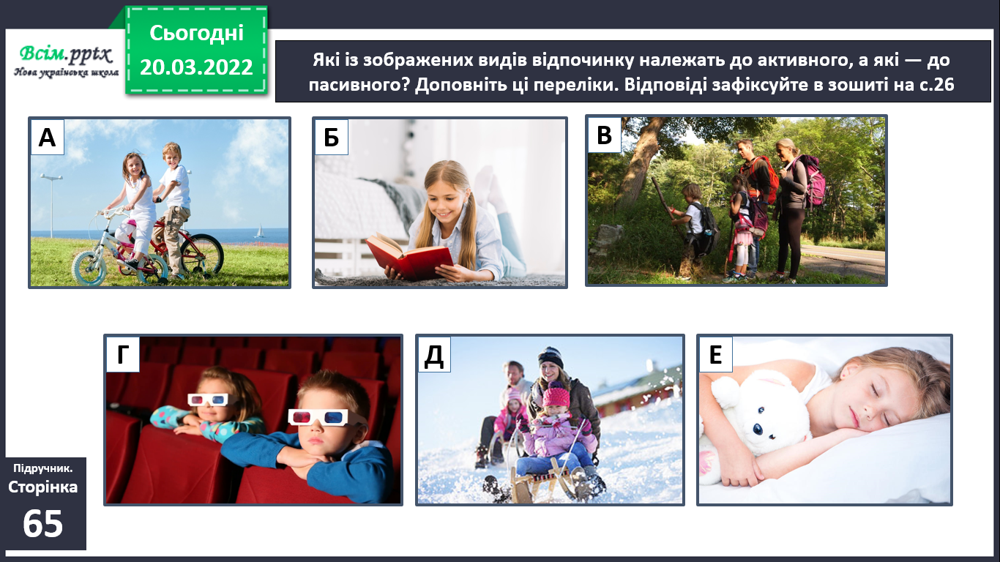 Всім.pptx
Нова українська школа
Сьогодні
20.03.2022
Які із зображених видів відпочинку належать до активного, а які — до
пасивного? Доповніть ці переліки. Відповіді зафіксуйте в зошиті на с.26
А
Б
В
Г
Д
Е
Підручник.
Сторінка
65